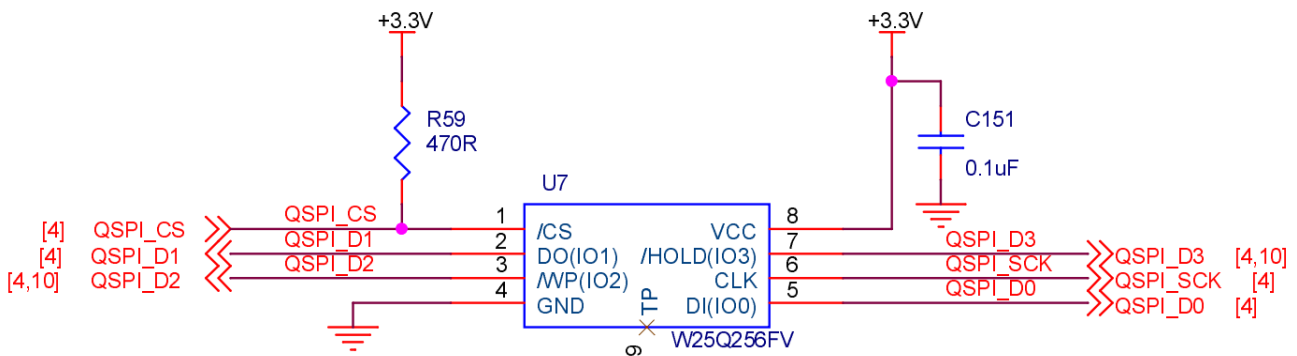 +3.3V
+3.3V
R59
470R
C151
0.1uF
U7
[4] QSPI_CS QSPI_CS 1 /CS VCC 8
[4] QSPI_D1 QSPI_D1 2 DO(IO1) /HOLD(IO3) 7 QSPI_D3 QSPI_D3 [4,10]
[4,10] QSPI_D2 QSPI_D2 3 /WP(IO2) CLK 6 QSPI_SCK QSPI_SCK [4]
4 GND DI(IO0) 5 QSPI_D0 QSPI_D0 [4]
TP
9
W25Q256FV